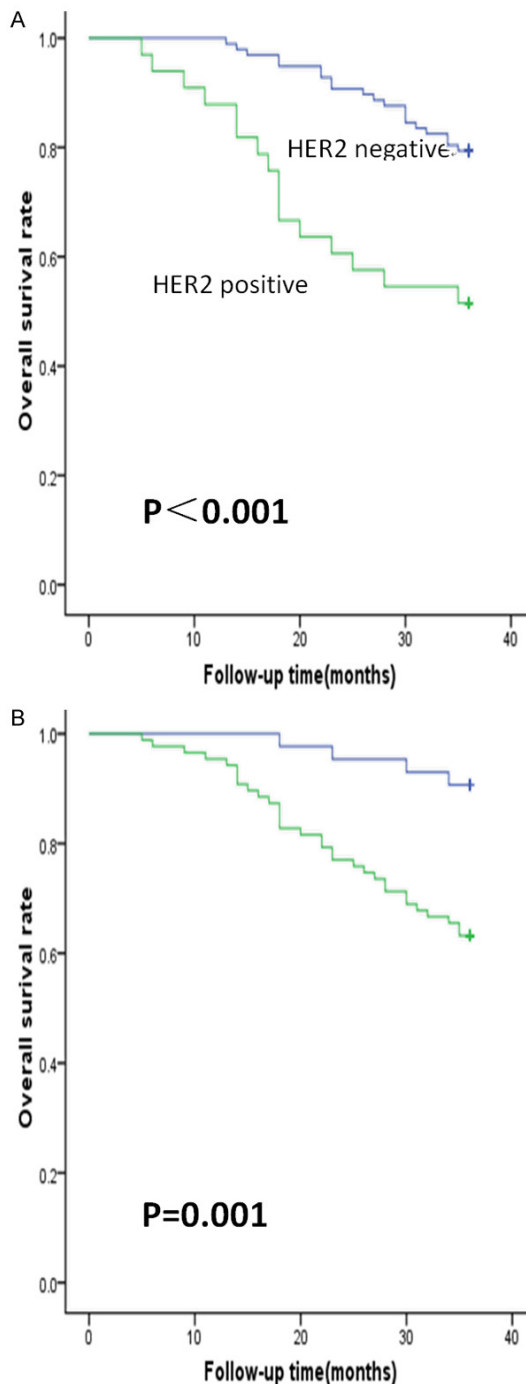 A
1.0
0.8
0.6
0.4
0.2
0.0
Overall surival rate
HER2 negative
HER2 positive
P＜0.001
0 10 20 30 40
Follow-up time(months)
B
1.0
0.8
0.6
0.4
0.2
0.0
Overall surival rate
P=0.001
0 10 20 30 40
Follow-up time(months)